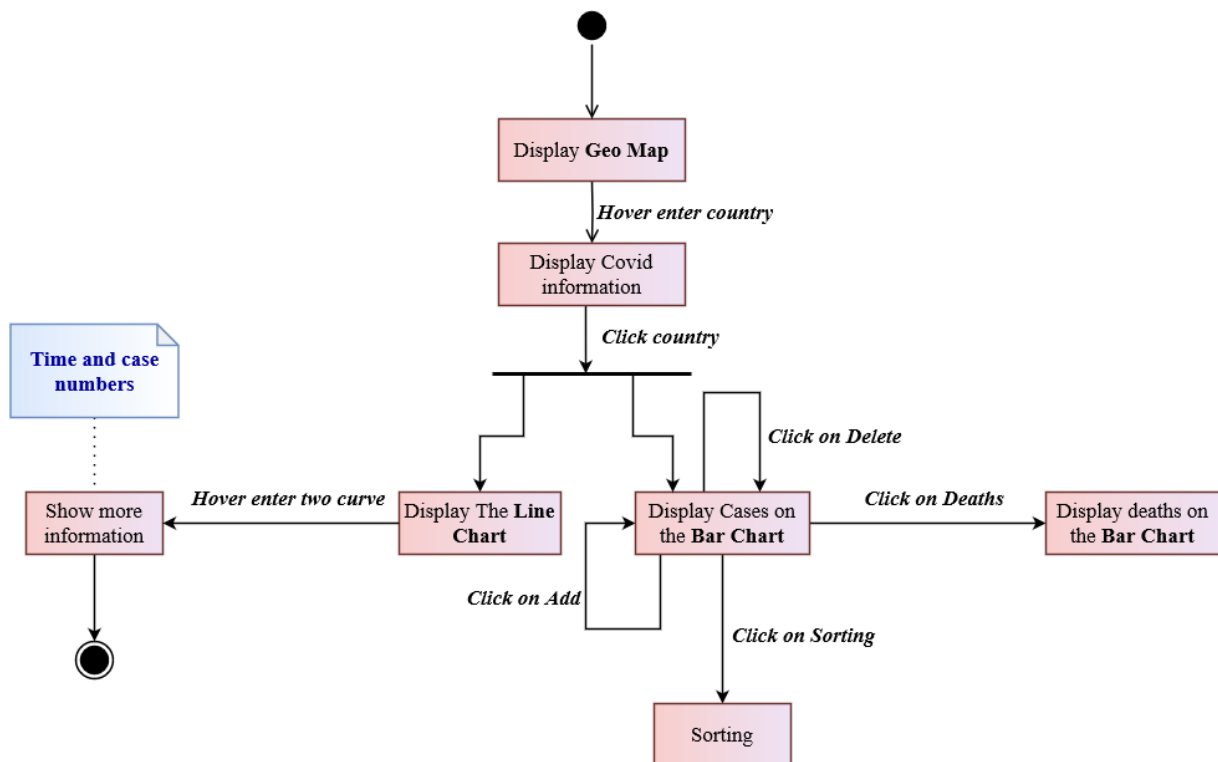 Display Geo Map
Hover enter country
Display Covid
information
Click country
Time and case
numbers
Click on Delete
Hover enter two curve
Click on Deaths
Show more
information
Display The Line
Chart
Display Cases on
the Bar Chart
Display deaths on
the Bar Chart
Click on Add
Click on Sorting
Sorting